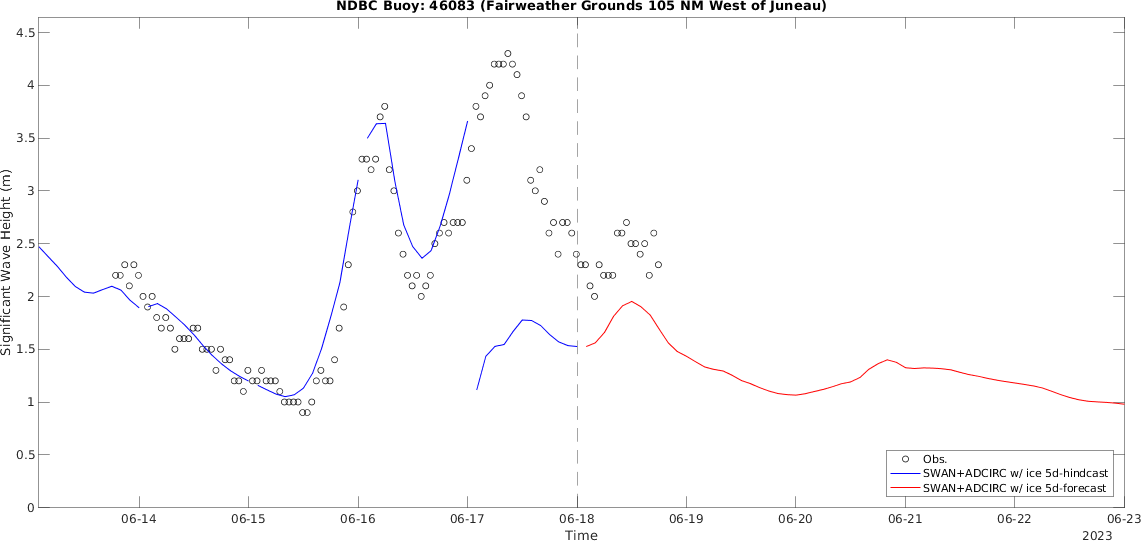 NDBC Buoy: 46083 (Fairweather Grounds 105 NM West of Juneau)
Significant Wave Height (m)
4.5
4
3.5
3
2.5
2
1.5
1
0.5
0
Obs.
SWAN+ADCIRC w/ ice 5d-hindcast
SWAN+ADCIRC w/ ice 5d-forecast
06-14 06-15 06-16 06-17 06-18 06-19 06-20 06-21 06-22 06-23
Time 2023